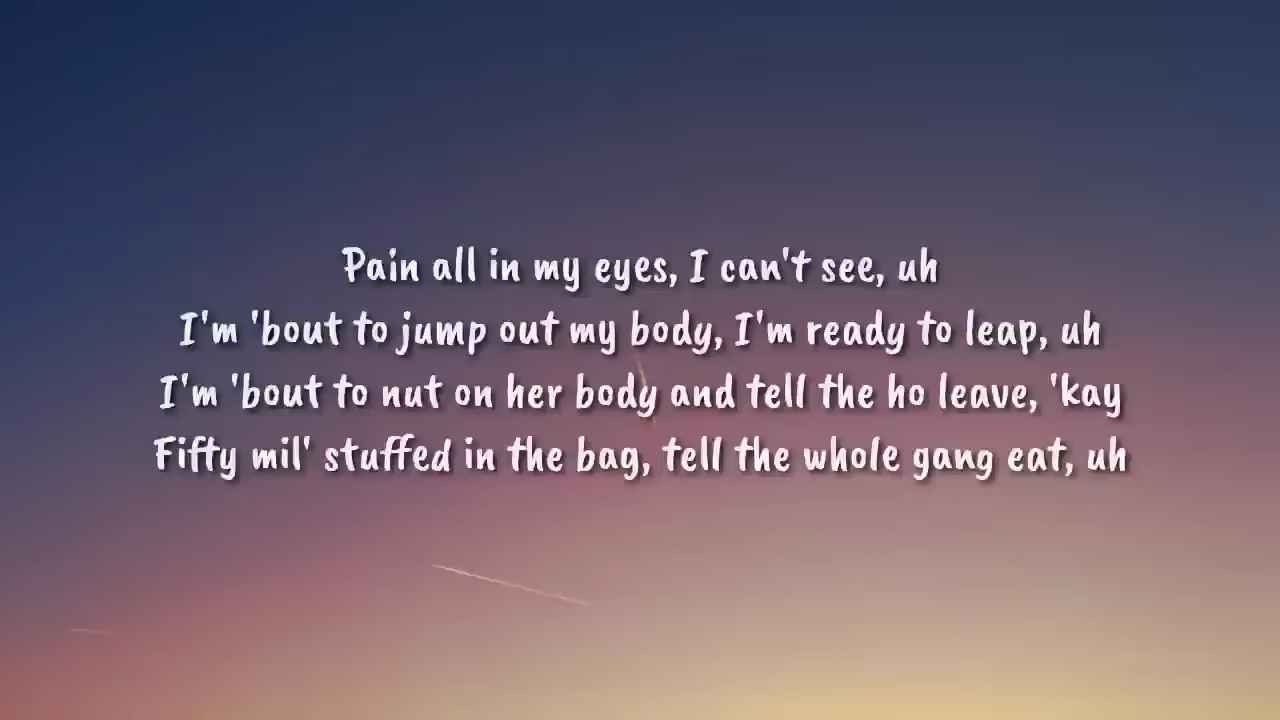 Pain all in my eyes, I can't see, uh
I'm 'bout to jump out my body, I'm ready to leap, uh
I'm 'bout to nut on her body and tell the ho leave, 'kay
Fifty mil' stuffed in the bag, tell the whole gang eat, uh